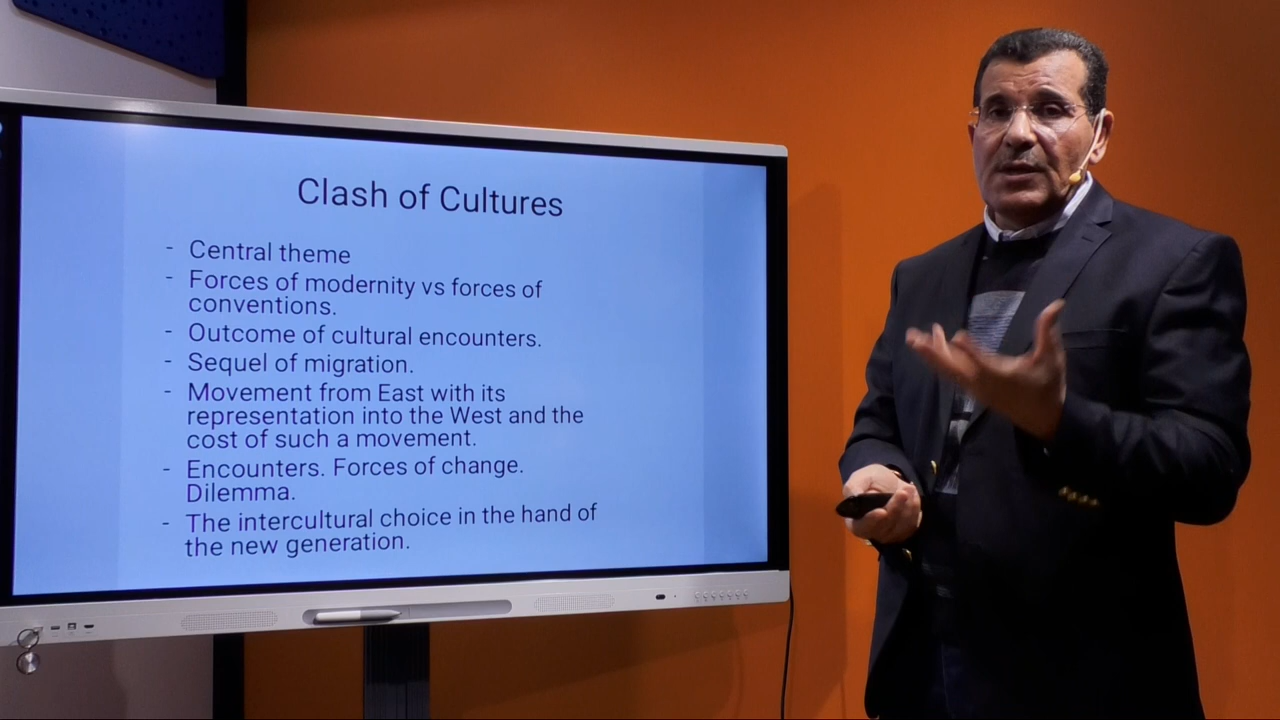 Clash of Cultures
- Central theme
- Forces of modernity vs forces of
conventions.
- Outcome of cultural encounters.
- Sequel of migration.
- Movement from East with its
representation into the West and the
cost of such a movement.
- Encounters. Forces of change.
Dilemma.
- The intercultural choice in the hand of
the new generation.